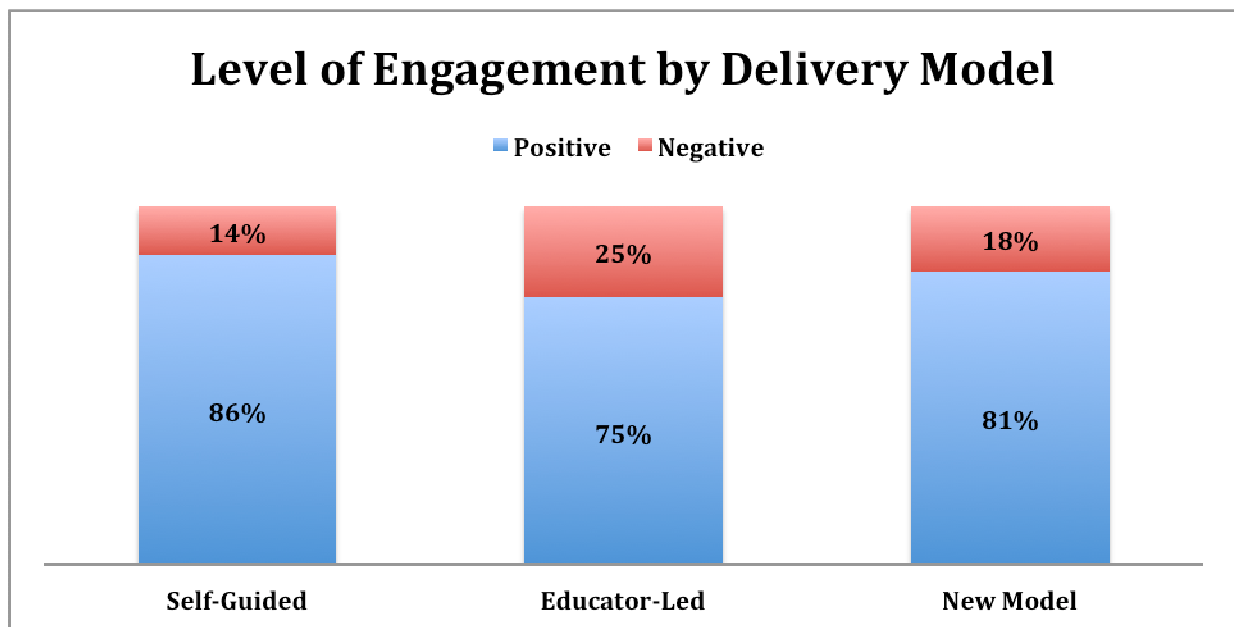 Level of Engagement by Delivery Model
Positive Negative
14% 25% 18%
86% 75% 81%
Self-Guided Educator-Led New Model